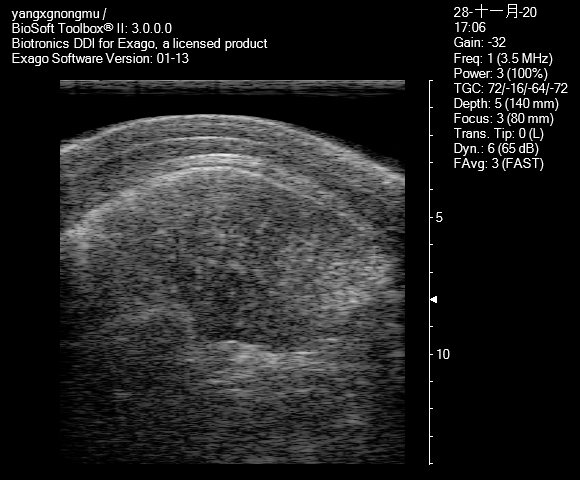 yangxgnongmu /
BioSoft Toolbox® II: 3.0.0.0
Biotronics DDI for Exago, a licensed product
Exago Software Version: 01-13
28-十一月-20
17:06
Gain: -32
Freq: 1 (3.5 MHz)
Power: 3 (100%)
TGC: 72/-16/-64/-72
Depth: 5 (140 mm)
Focus: 3 (80 mm)
Trans. Tip: 0 (L)
Dyn.: 6 (65 dB)
FAvg: 3 (FAST)
5
10